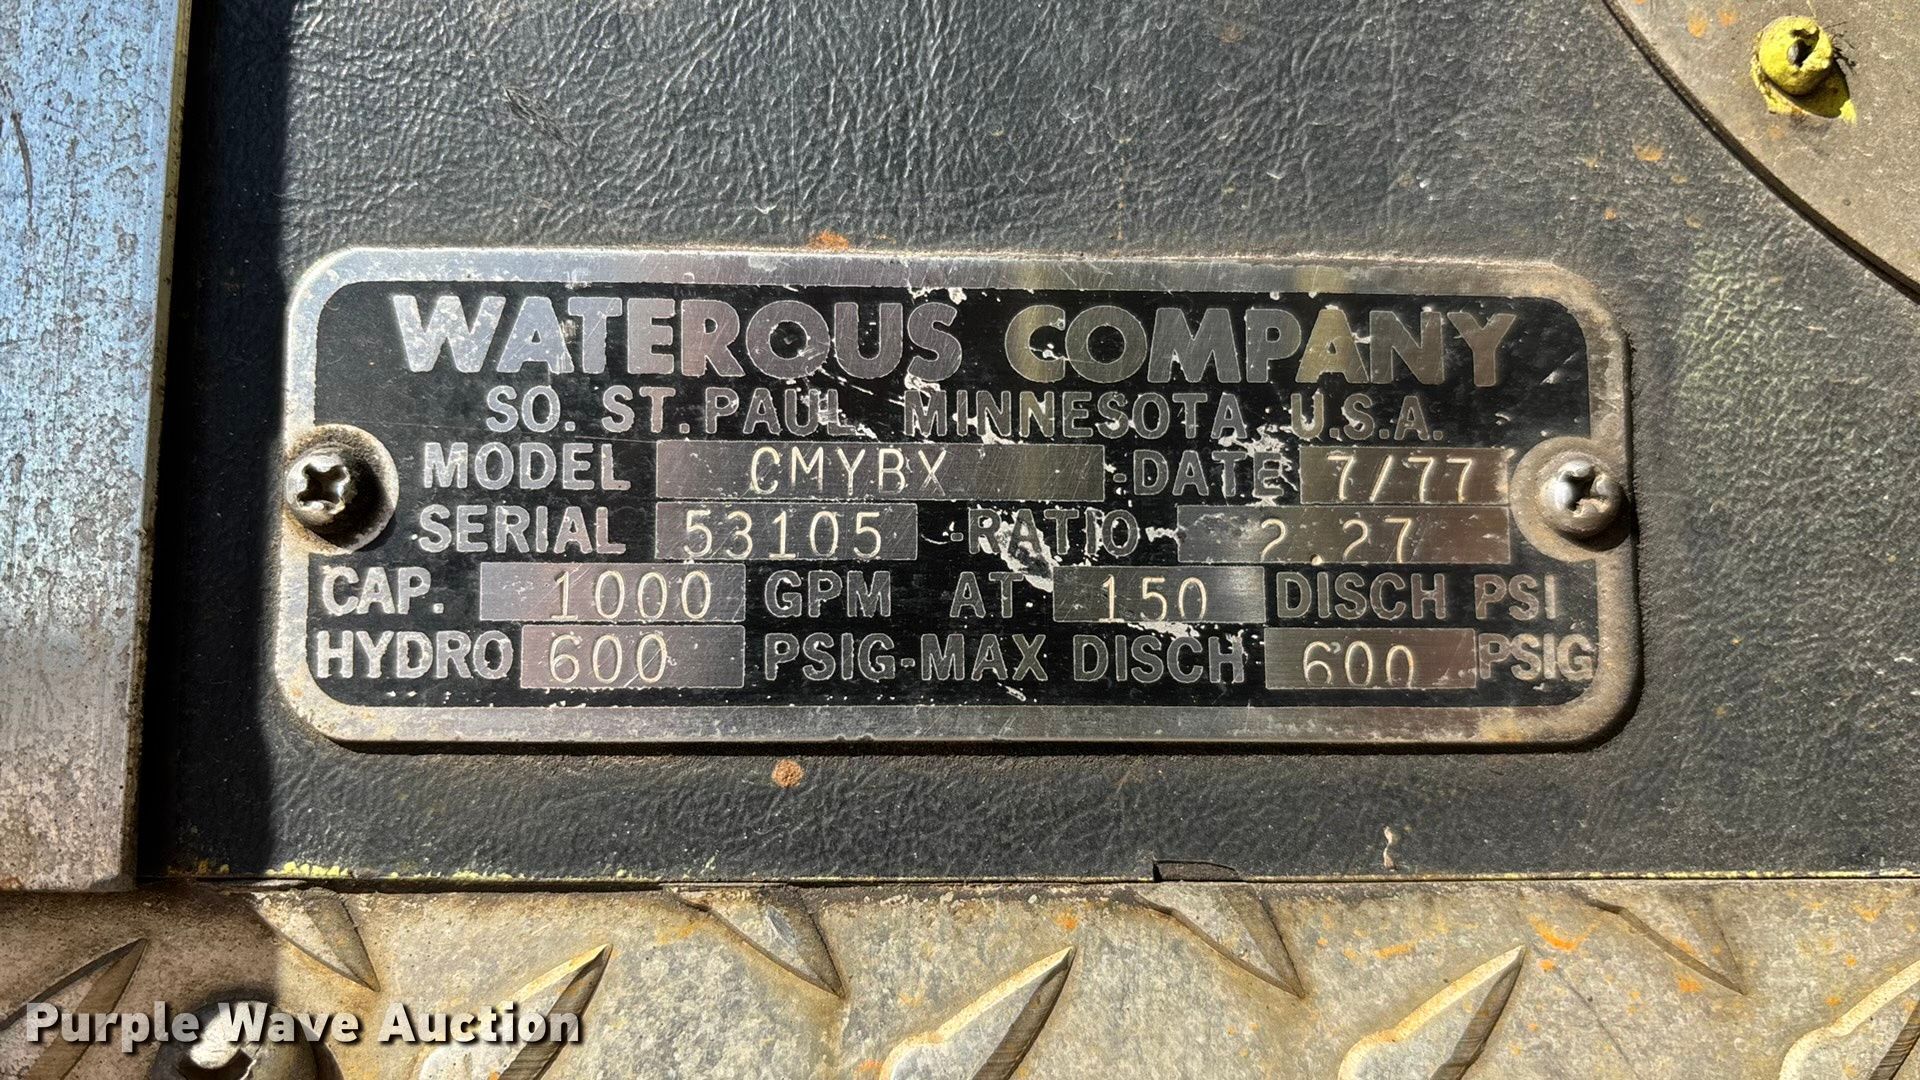 WATEROUS COMPANY
SO. ST. PAUL MINNESOTA U.S.A.
MODEL CMYBX -DATE 7/77
SERIAL 53105 -RATIO- 2.27
CAP. 1000 GPM AT 150 DISCH PSI
HYDRO 600 PSIG-MAX DISCH 600 PSIG
Purple Wave Auction